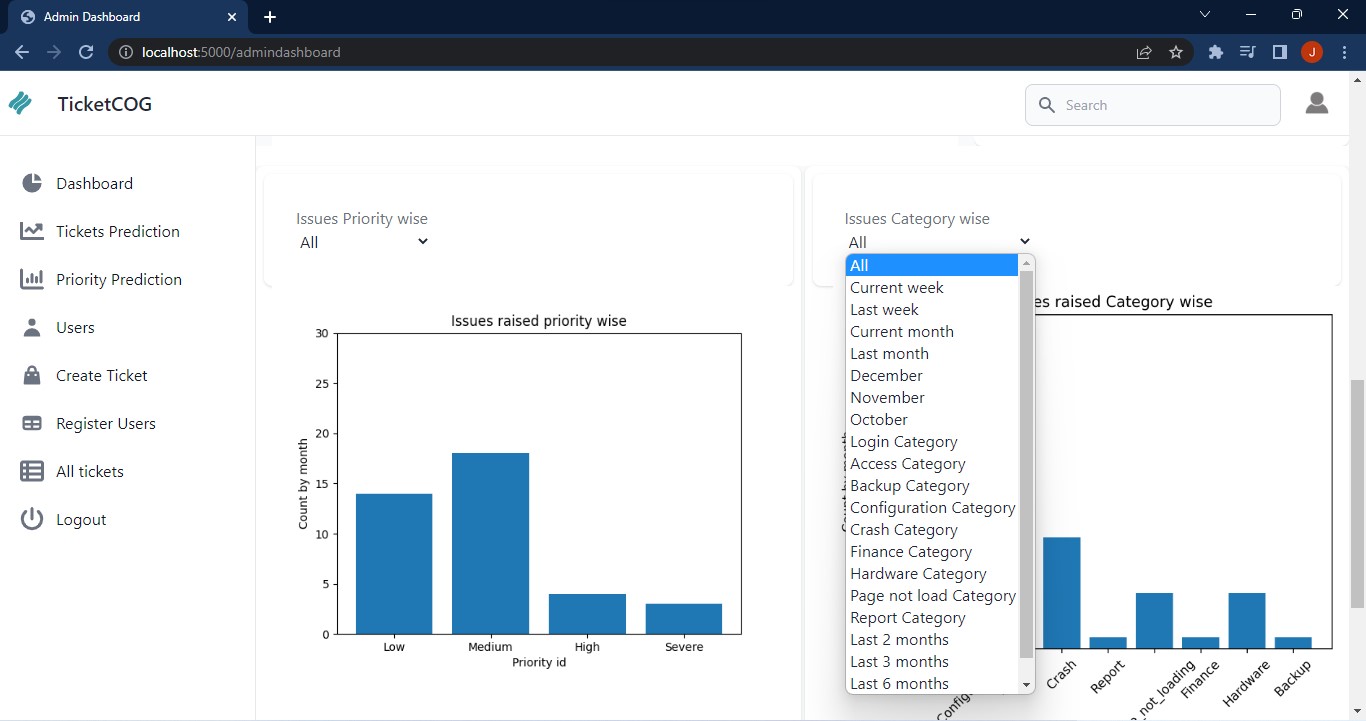 Admin Dashboard
localhost:5000/admindashboard
J
TicketCOG
Search
Dashboard
Tickets Prediction
Priority Prediction
Users
Create Ticket
Register Users
All tickets
Logout
Issues Priority wise
All
Issues raised priority wise
30
25
20
15
10
5
0
Count by month
Low
Medium
High
Severe
Priority id
Issues Category wise
All
All
Current week
Last week
Current month
Last month
December
November
October
Login Category
Access Category
Backup Category
Configuration Category
Crash Category
Finance Category
Hardware Category
Page not load Category
Report Category
Last 2 months
Last 3 months
Last 6 months
es raised Category wise
Config
Crash
Report
_not_loading
Finance
Hardware
Backup